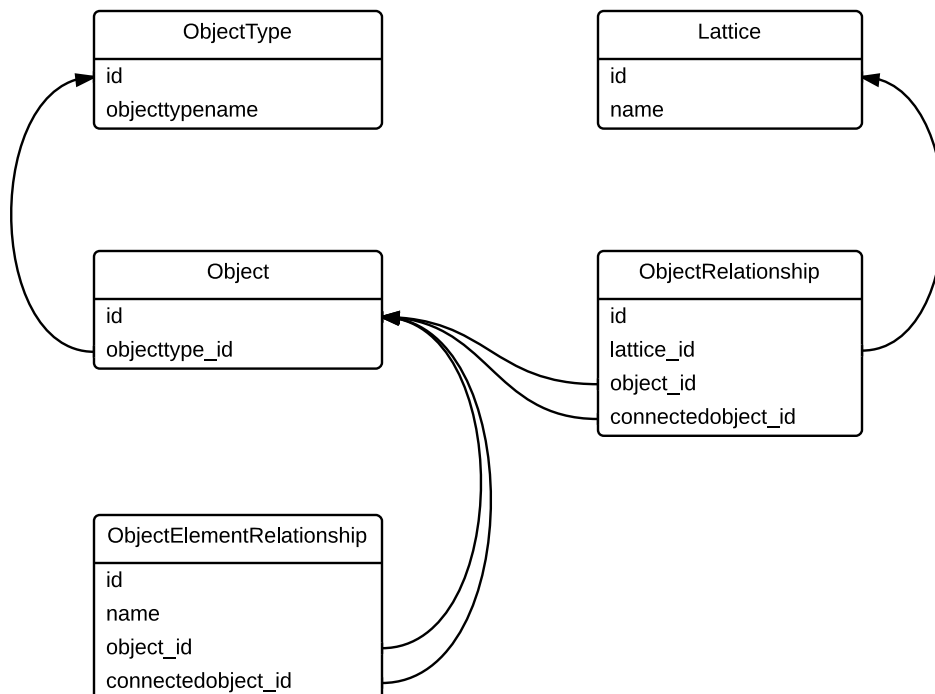 ObjectType
id
objecttypename
Lattice
id
name
Object
id
objecttype_id
ObjectRelationship
id
lattice_id
object_id
connectedobject_id
ObjectElementRelationship
id
name
object_id
connectedobject_id